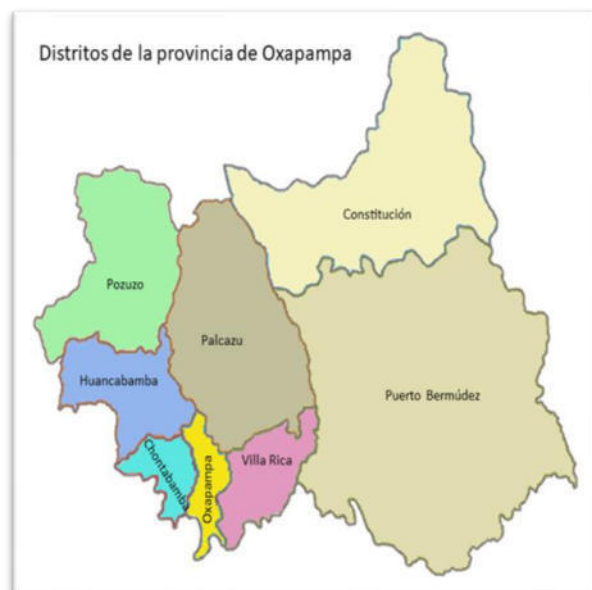 Distritos de la provincia de Oxapampa
Constitución
Pozuzo
Palcazu
Huancabamba
Puerto Bermúdez
Chontabamba
Oxapampa
Villa Rica